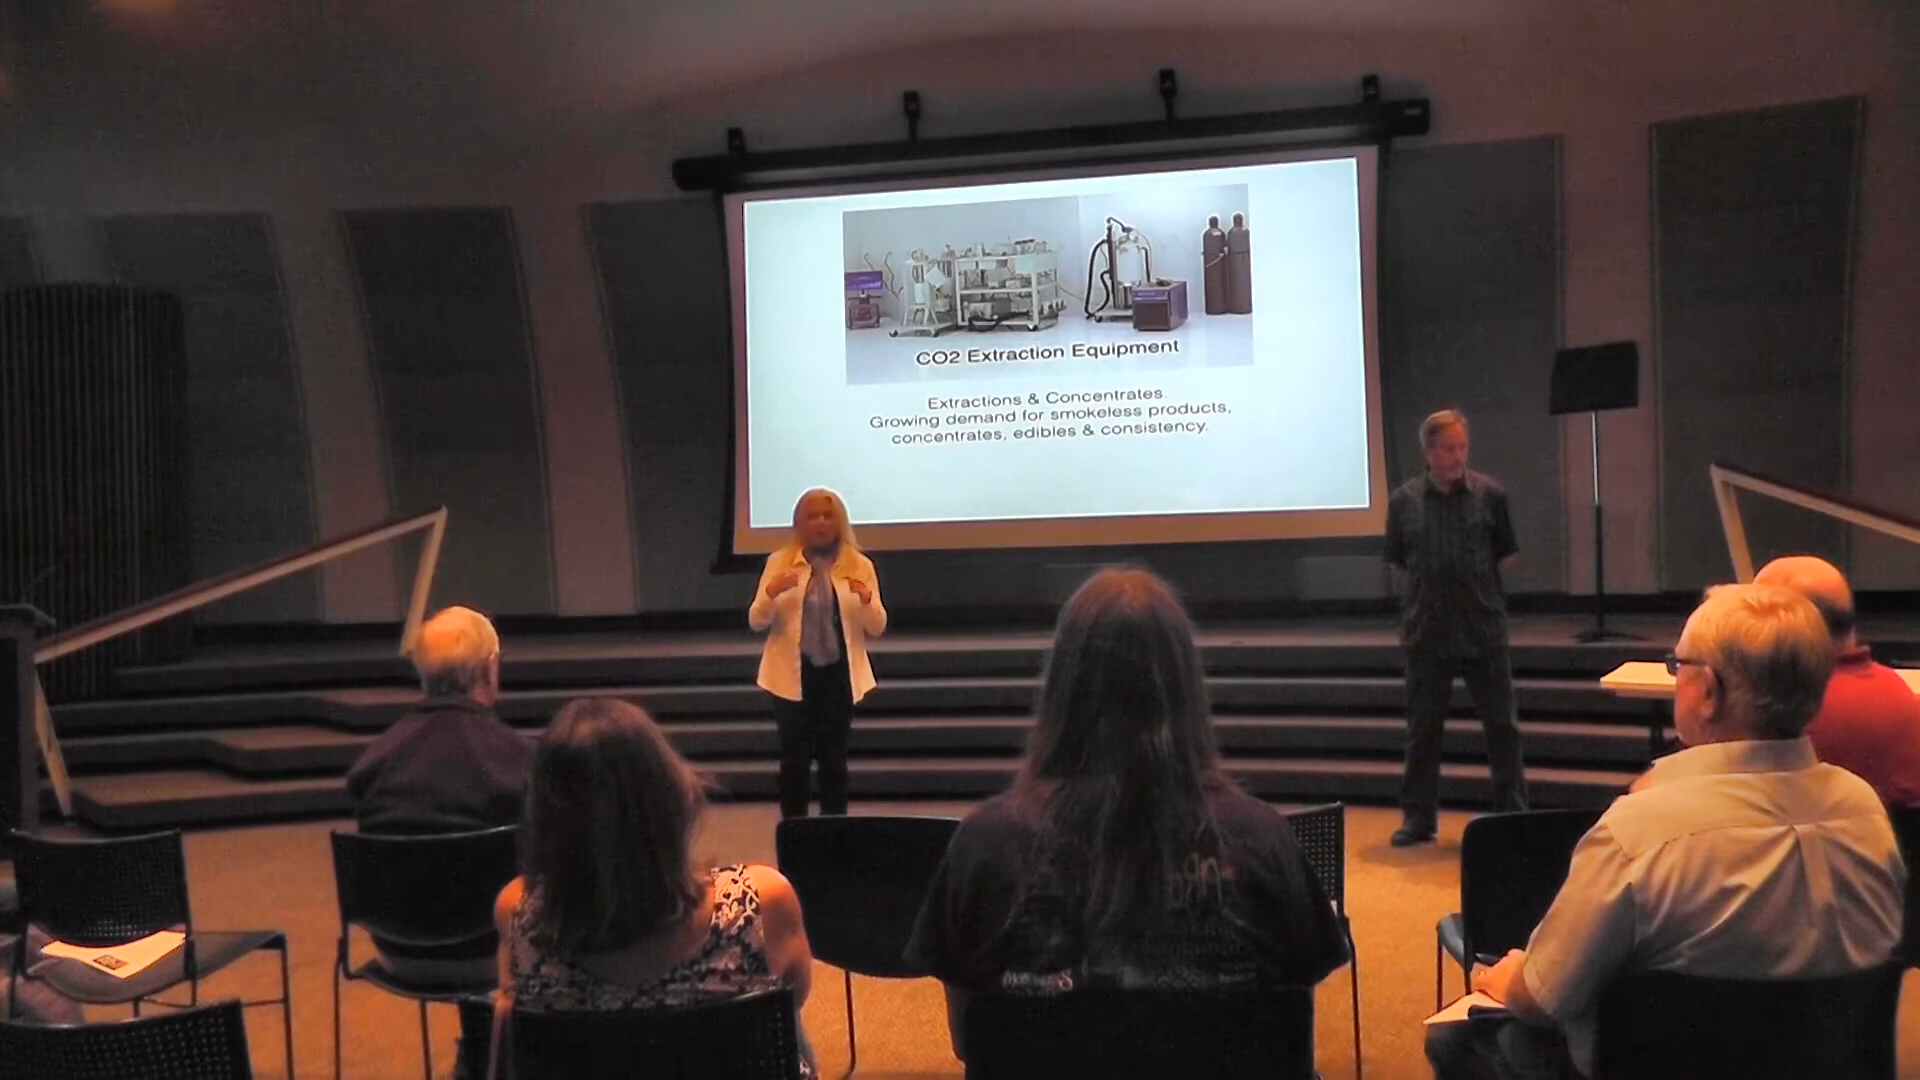 CO2 Extraction Equipment
Extractions & Concentrates.
Growing demand for smokeless products,
concentrates, edibles & consistency.